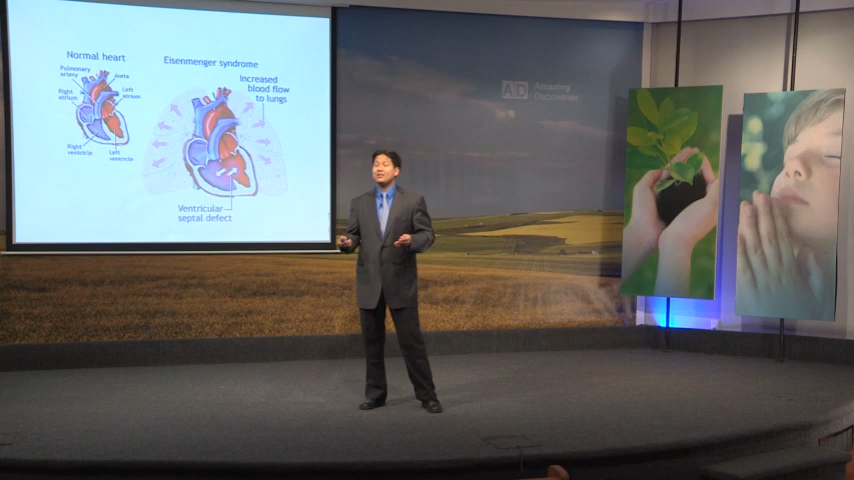 Normal heart
Pulmonary
artery
Aorta
Right
atrium
Left
atrium
Right
ventricle
Left
ventricle
Eisenmenger syndrome
Increased
blood flow
to lungs
Ventricular
septal defect
AD Amazing
Discoveries